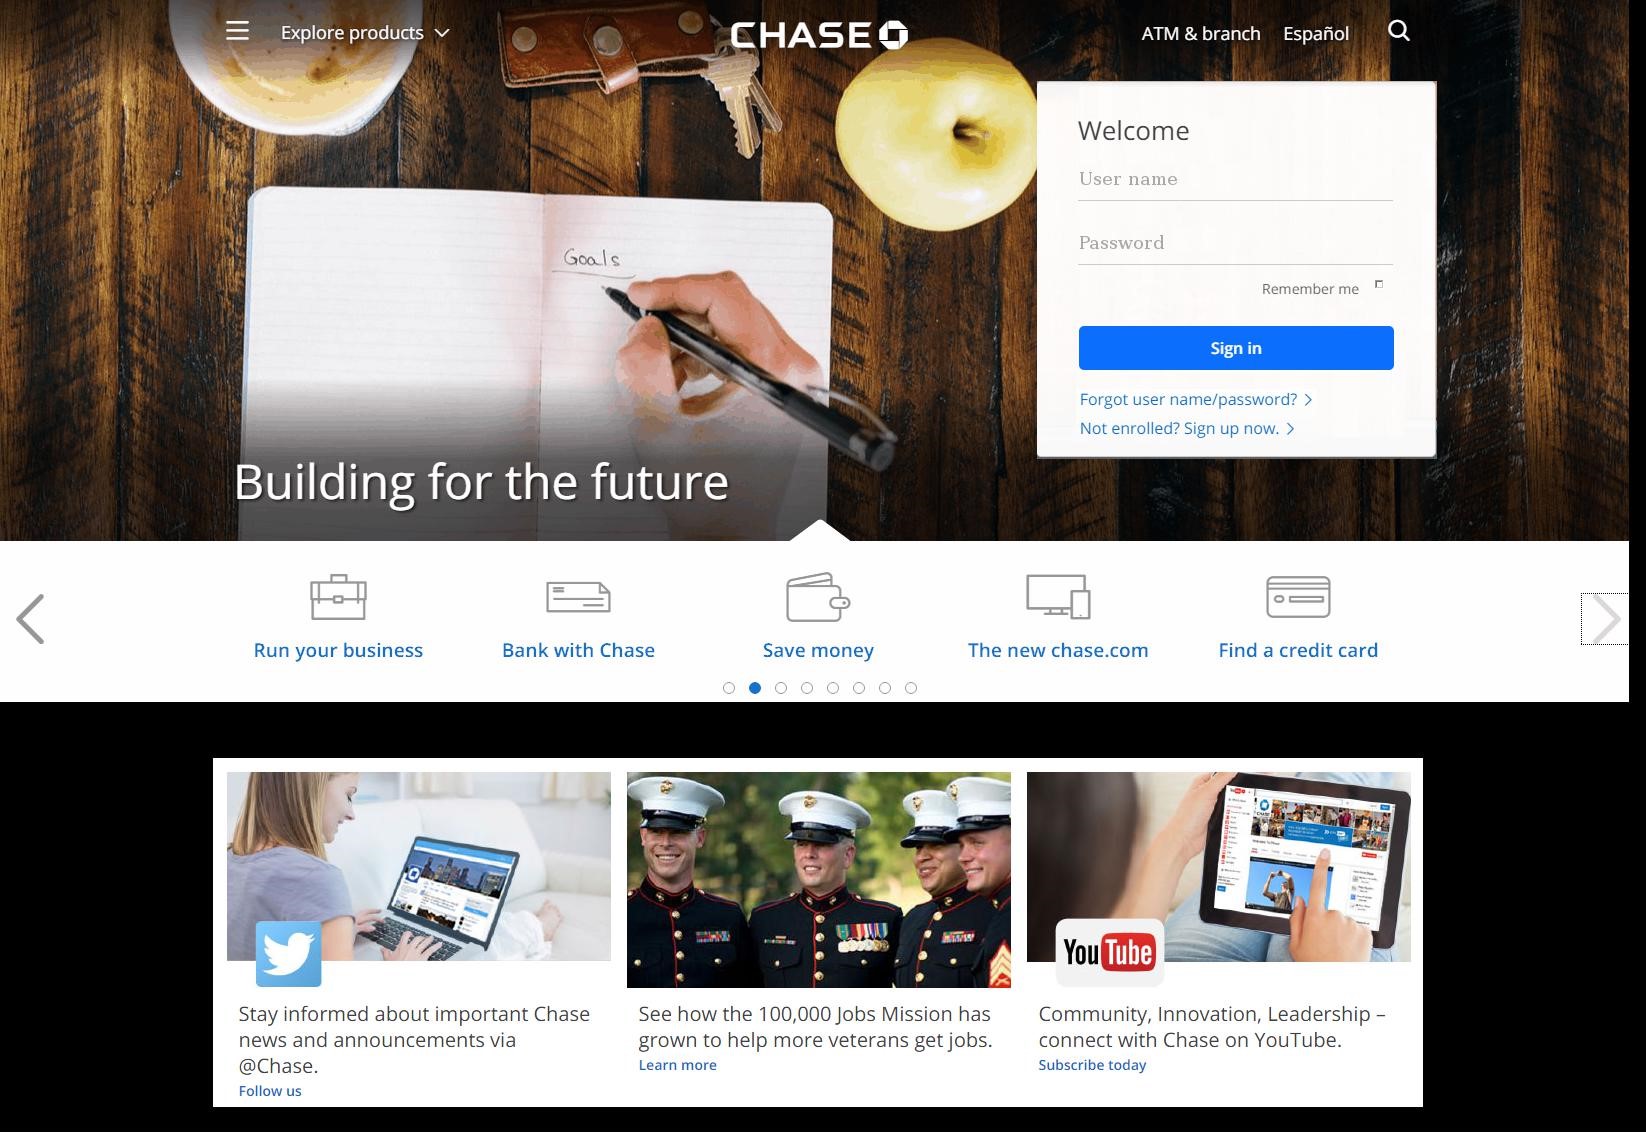 Explore products
CHASE
ATM & branch
Español
Welcome
User name
Password
Remember me
Sign in
Forgot user name/password?
Not enrolled? Sign up now.
Goals
Building for the future
Run your business
Bank with Chase
Save money
The new chase.com
Find a credit card
YouTube
Stay informed about important Chase
news and announcements via
@Chase.
Follow us
See how the 100,000 Jobs Mission has
grown to help more veterans get jobs.
Learn more
Community, Innovation, Leadership –
connect with Chase on YouTube.
Subscribe today